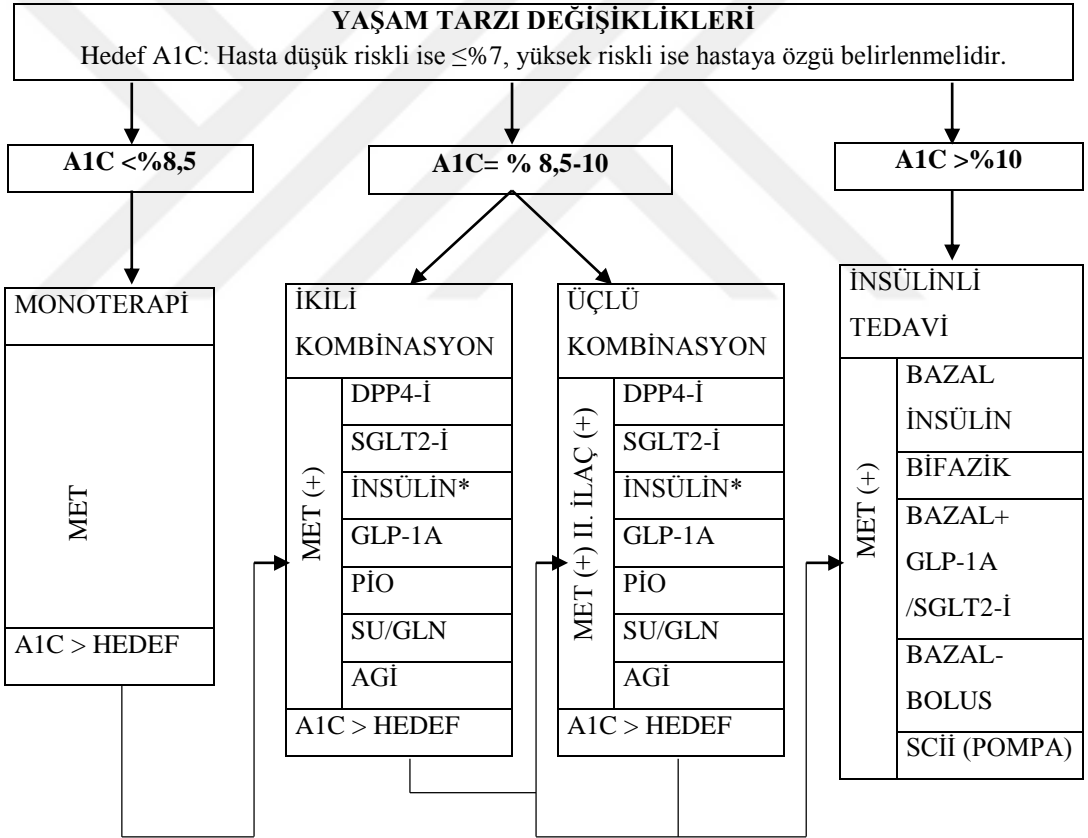 YAŞAM TARZI DEĞİŞİKLİKLERİ
Hedef A1C: Hasta düşük riskli ise ≤%7, yüksek riskli ise hastaya özgü belirlenmelidir.
A1C <%8,5
A1C= % 8,5-10
A1C >%10
MONOTERAPİ
MET
A1C > HEDEF
İKİLİ
KOMBİNASYON
MET (+)
DPP4-İ
SGLT2-İ
İNSÜLİN*
GLP-1A
PİO
SU/GLN
AGİ
A1C > HEDEF
ÜÇLÜ
KOMBİNASYON
MET (+) II. İLAÇ (+)
DPP4-İ
SGLT2-İ
İNSÜLİN*
GLP-1A
PİO
SU/GLN
AGİ
A1C > HEDEF
İNSÜLİNLİ
TEDAVİ
MET (+)
BAZAL
İNSÜLİN
BİFAZİK
BAZAL+
GLP-1A
/SGLT2-İ
BAZAL-
BOLUS
SCİİ (POMPA)